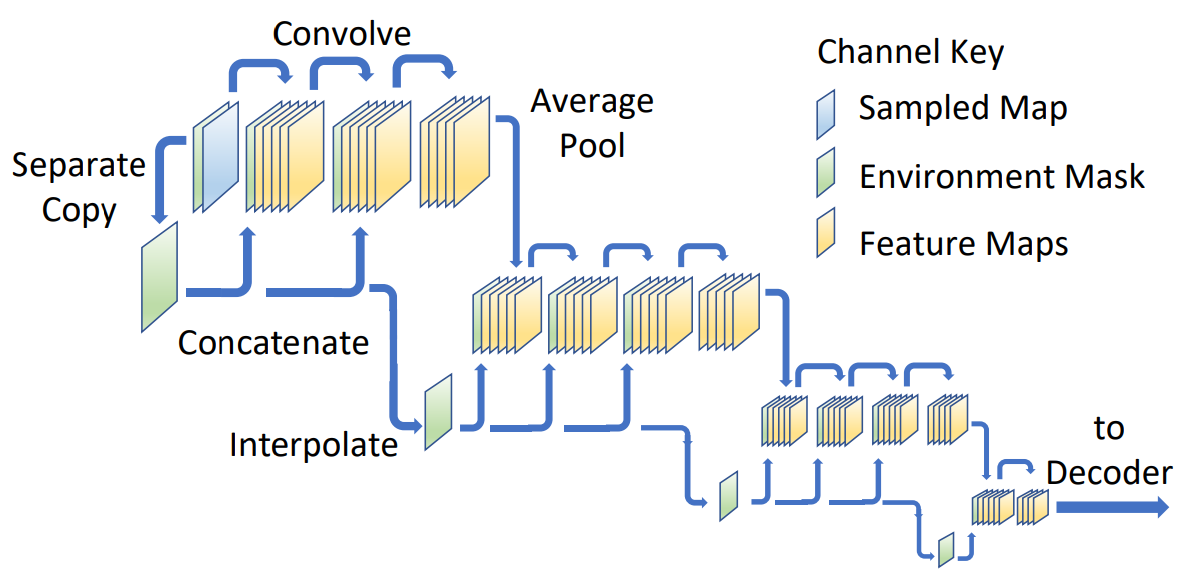 Convolve
Channel Key
Average
Pool
Sampled Map
Separate
Copy
Environment Mask
Feature Maps
Concatenate
Interpolate
to
Decoder